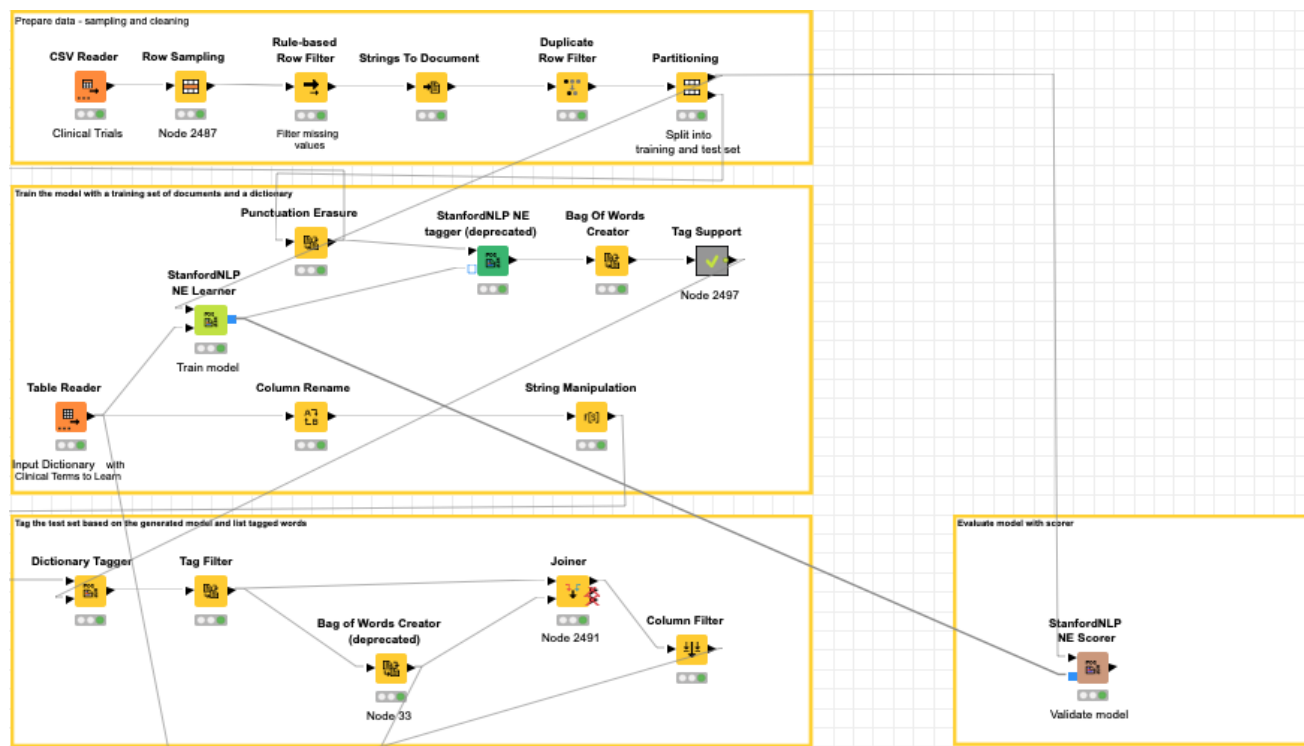 Prepare data - sampling and cleaning
CSV Reader
Row Sampling
Rule-based
Row Filter
Strings To Document
Duplicate
Row Filter
Partitioning
Clinical Trials
Node 2487
Filter missing
values
Split into
training and test set
Train the model with a training set of documents and a dictionary
Punctuation Erasure
StanfordNLP NE
tagger (deprecated)
Bag Of Words
Creator
Tag Support
Node 2497
StanfordNLP
NE Learner
Train model
Table Reader
Column Rename
String Manipulation
Input Dictionary with
Clinical Terms to Learn
Tag the test set based on the generated model and list tagged words
Dictionary Tagger
Tag Filter
Joiner
Node 2491
Bag of Words Creator
(deprecated)
Node 33
Column Filter
Evaluate model with scorer
StanfordNLP
NE Scorer
Validate model